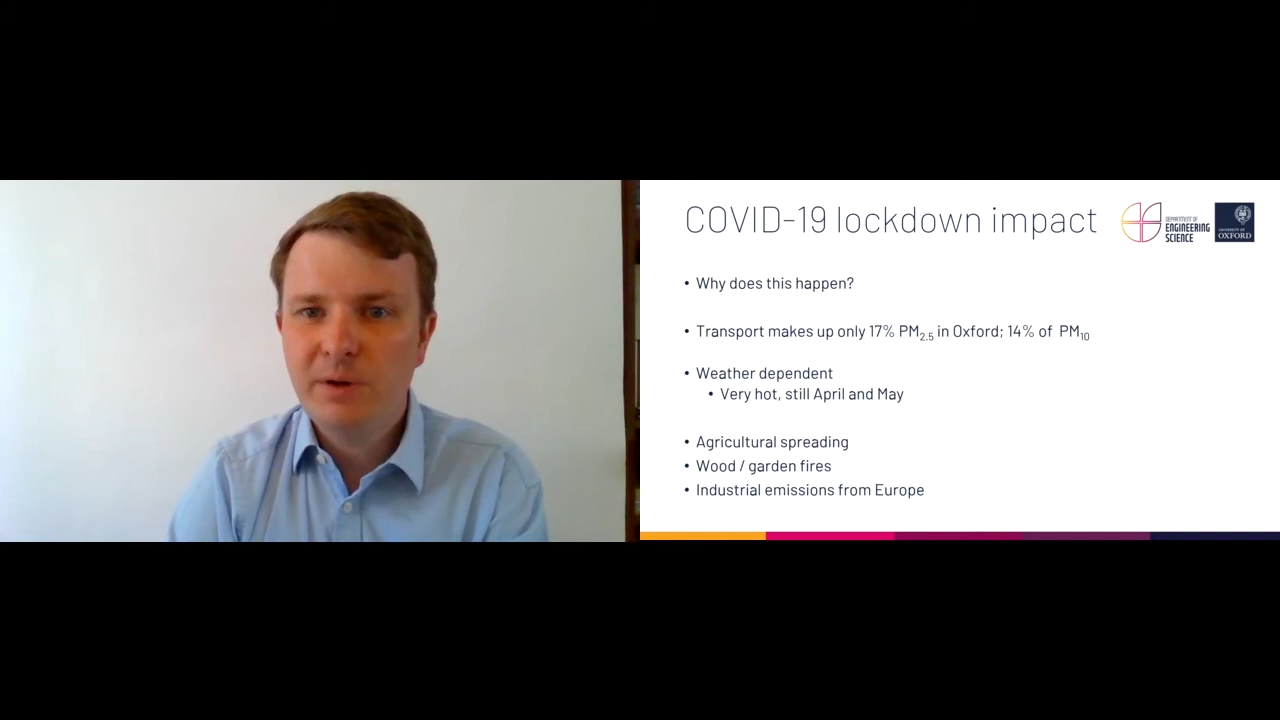 COVID-19 lockdown impact
DEPARTMENT OF
ENGINEERING
SCIENCE
UNIVERSITY OF
OXFORD
• Why does this happen?
• Transport makes up only 17% PM2.5 in Oxford; 14% of PM10
• Weather dependent
• Very hot, still April and May
• Agricultural spreading
• Wood / garden fires
• Industrial emissions from Europe